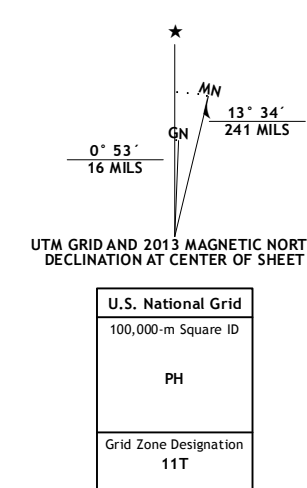 ★
MN
GN
13° 34´
241 MILS
0° 53´
16 MILS
UTM GRID AND 2013 MAGNETIC NORT
DECLINATION AT CENTER OF SHEET
U.S. National Grid
100,000-m Square ID
PH
Grid Zone Designation
11T